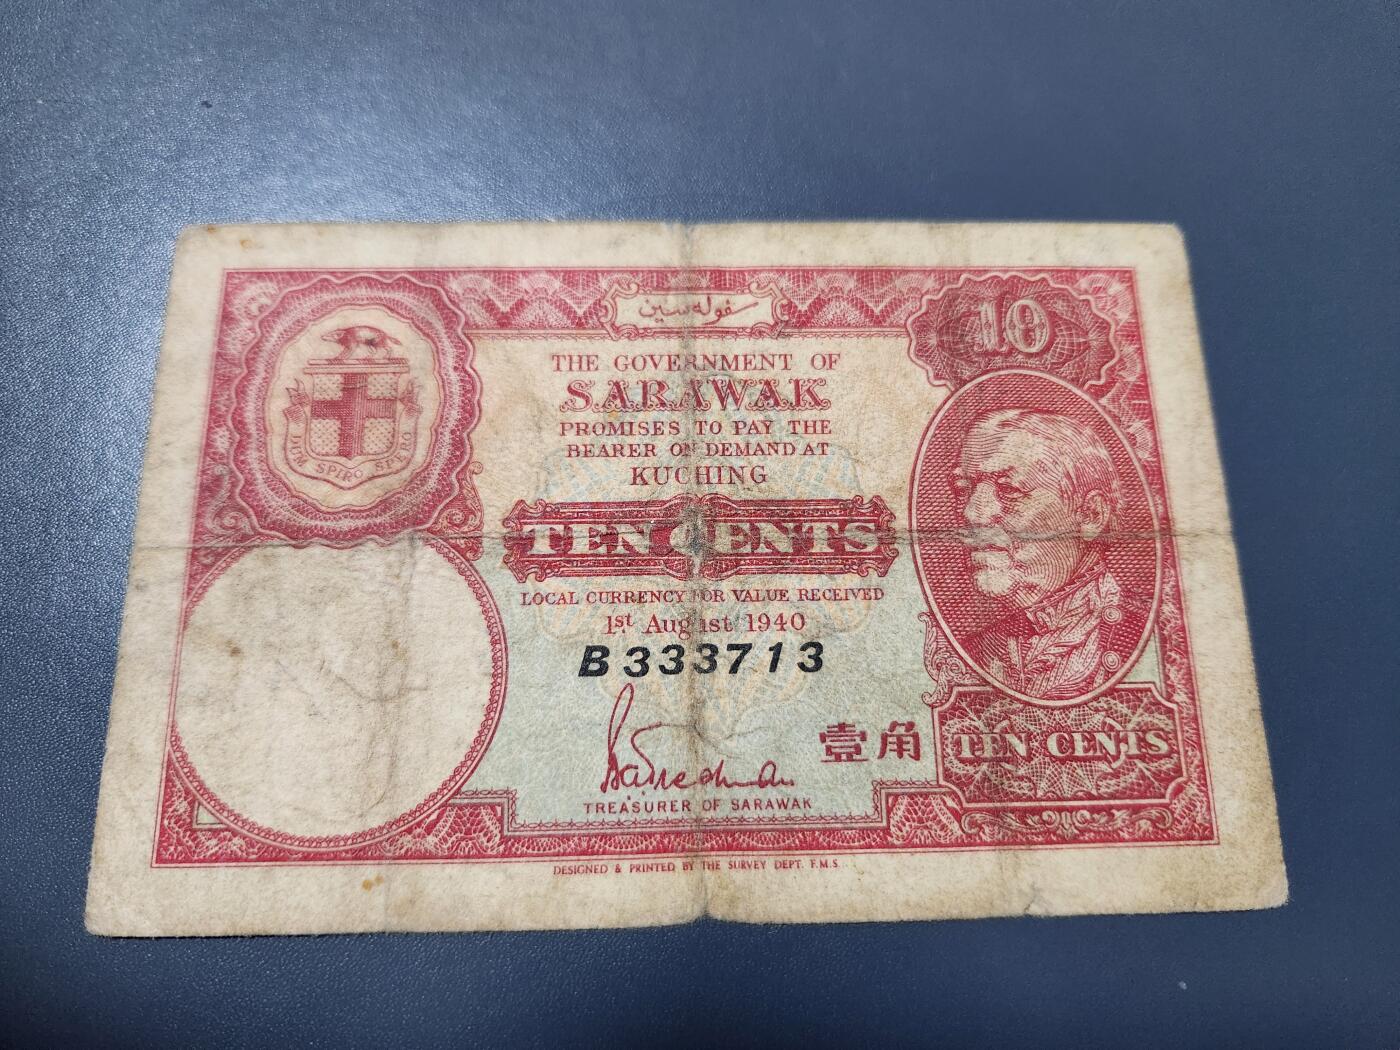 سڤوله سين
10
THE GOVERNMENT OF
SARAWAK
PROMISES TO PAY THE
BEARER ON DEMAND AT
KUCHING
DUM SPIRO SPERO
TEN CENTS
LOCAL CURRENCY FOR VALUE RECEIVED
1st August 1940
B333713
壹角
TEN CENTS
TREASURER OF SARAWAK
DESIGNED & PRINTED BY THE SURVEY DEPT. F.M.S.